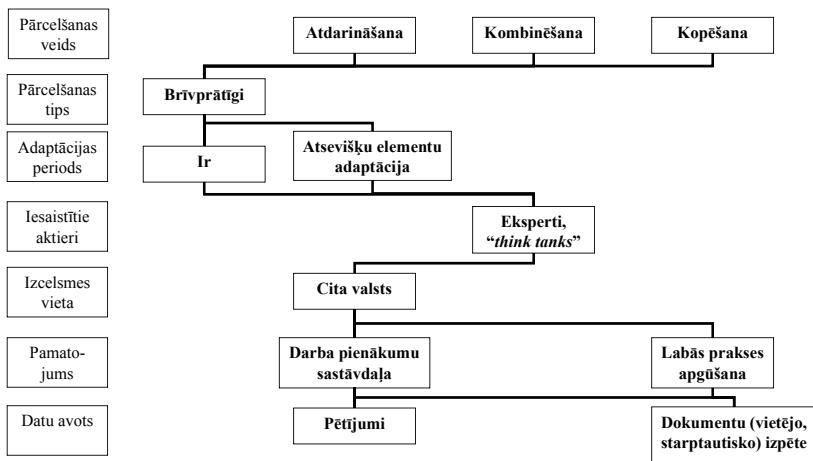 Pārcelšanas
veids
Atdarināšana
Kombinēšana
Kopēšana
Pārcelšanas
tips
Brīvprātīgi
Adaptācijas
periods
Ir
Atsevišķu elementu
adaptācija
Iesaistītie
aktieri
Eksperti,
“think tanks”
Izcelsmes
vieta
Cita valsts
Pamato-
jums
Darba pienākumu
sastāvdaļa
Labās prakses
apgūšana
Datu avots
Pētījumi
Dokumentu (vietējo,
starptautisko) izpēte